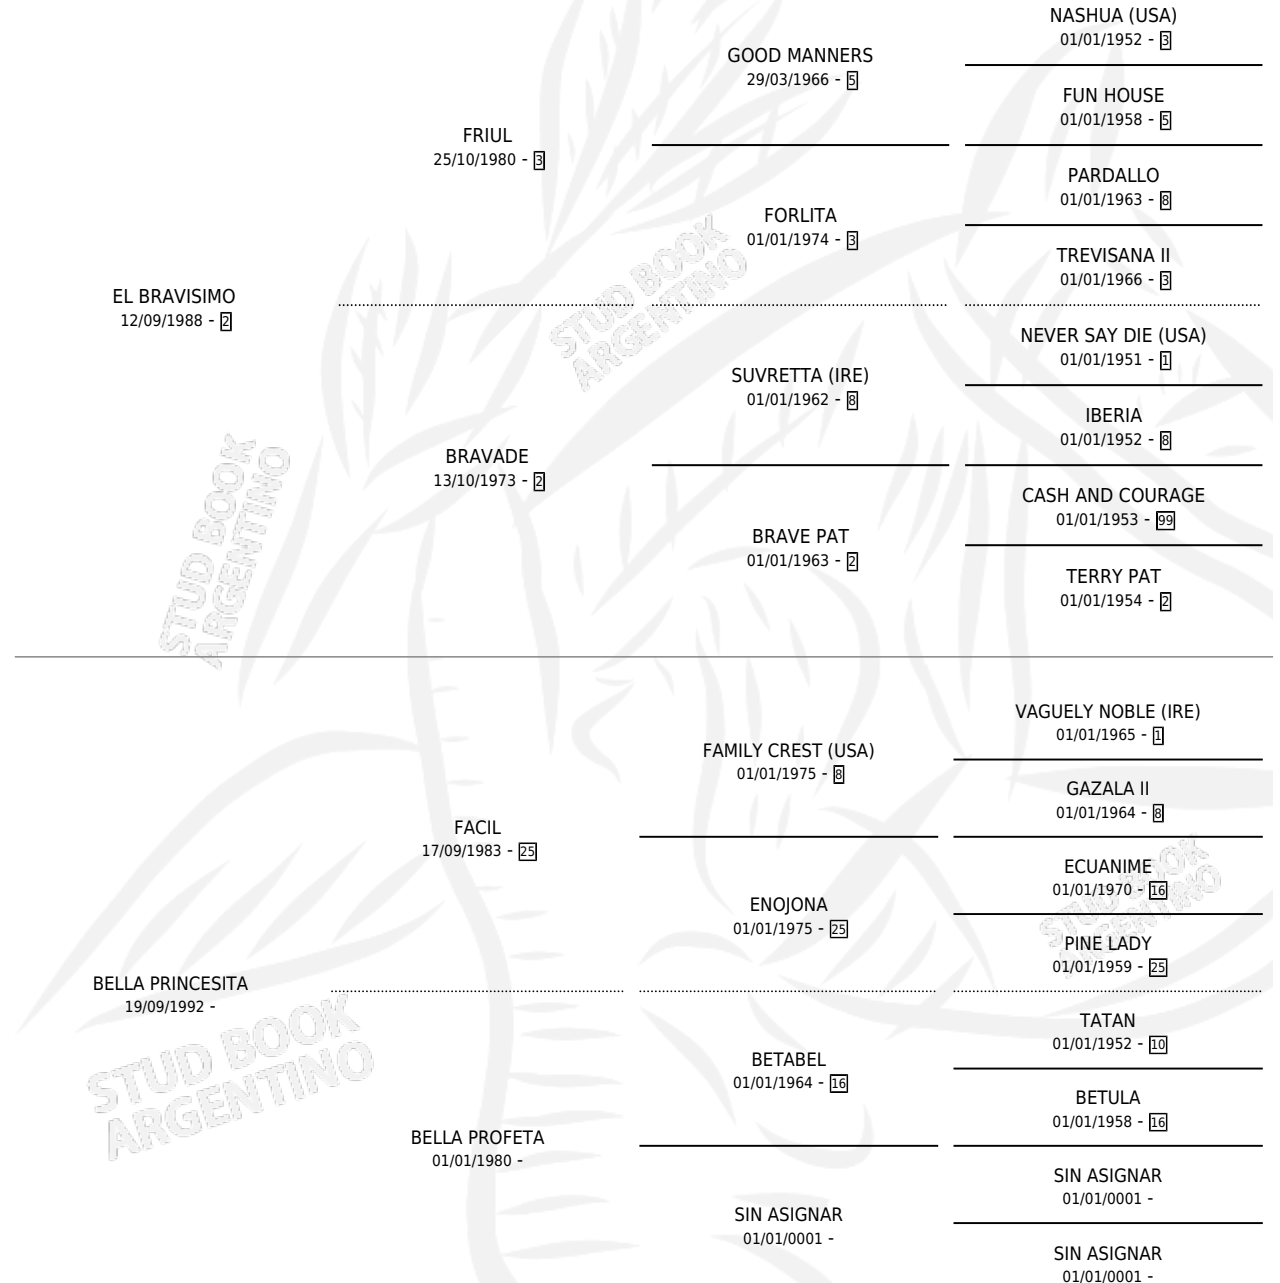 NASHUA (USA)
01/01/1952 - 3
GOOD MANNERS
29/03/1966 - 5
FUN HOUSE
01/01/1958 - 5
FRIUL
25/10/1980 - 3
PARDALLO
01/01/1963 - 8
FORLITA
01/01/1974 - 3
TREVISANA II
01/01/1966 - 3
EL BRAVISIMO
12/09/1988 - 2
STUD BOOK
ARGENTINO
NEVER SAY DIE (USA)
01/01/1951 - 1
SUVRETTA (IRE)
01/01/1962 - 8
IBERIA
01/01/1952 - 8
BRAVADE
13/10/1973 - 2
CASH AND COURAGE
01/01/1953 - 99
BRAVE PAT
01/01/1963 - 2
TERRY PAT
01/01/1954 - 2
STUD BOOK
ARGENTINO
VAGUELY NOBLE (IRE)
01/01/1965 - 1
FAMILY CREST (USA)
01/01/1975 - 8
GAZALA II
01/01/1964 - 8
FACIL
17/09/1983 - 25
ECUANIME
01/01/1970 - 16
ENOJONA
01/01/1975 - 25
PINE LADY
01/01/1959 - 25
STUD BOOK
ARGENTINO
BELLA PRINCESITA
19/09/1992 -
TATAN
01/01/1952 - 10
BETABEL
01/01/1964 - 16
BETULA
01/01/1958 - 16
STUD BOOK
ARGENTINO
BELLA PROFETA
01/01/1980 -
SIN ASIGNAR
01/01/0001 -
SIN ASIGNAR
01/01/0001 -
SIN ASIGNAR
01/01/0001 -